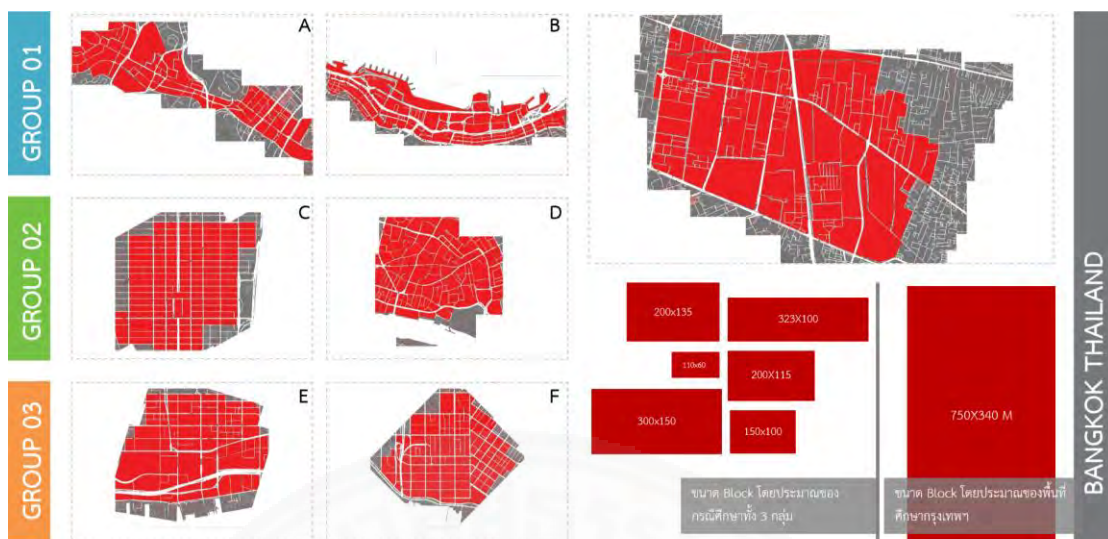 GROUP 01
A
B
GROUP 02
C
D
GROUP 03
E
F
200x135
323X100
110x60
200X115
300x150
150x100
750X340 M
ขนาด Block โดยประมาณของ
กรณีศึกษาทั้ง 3 กลุ่ม
ขนาด Block โดยประมาณของพื้นที่
ศึกษากรุงเทพฯ
BANGKOK THAILAND